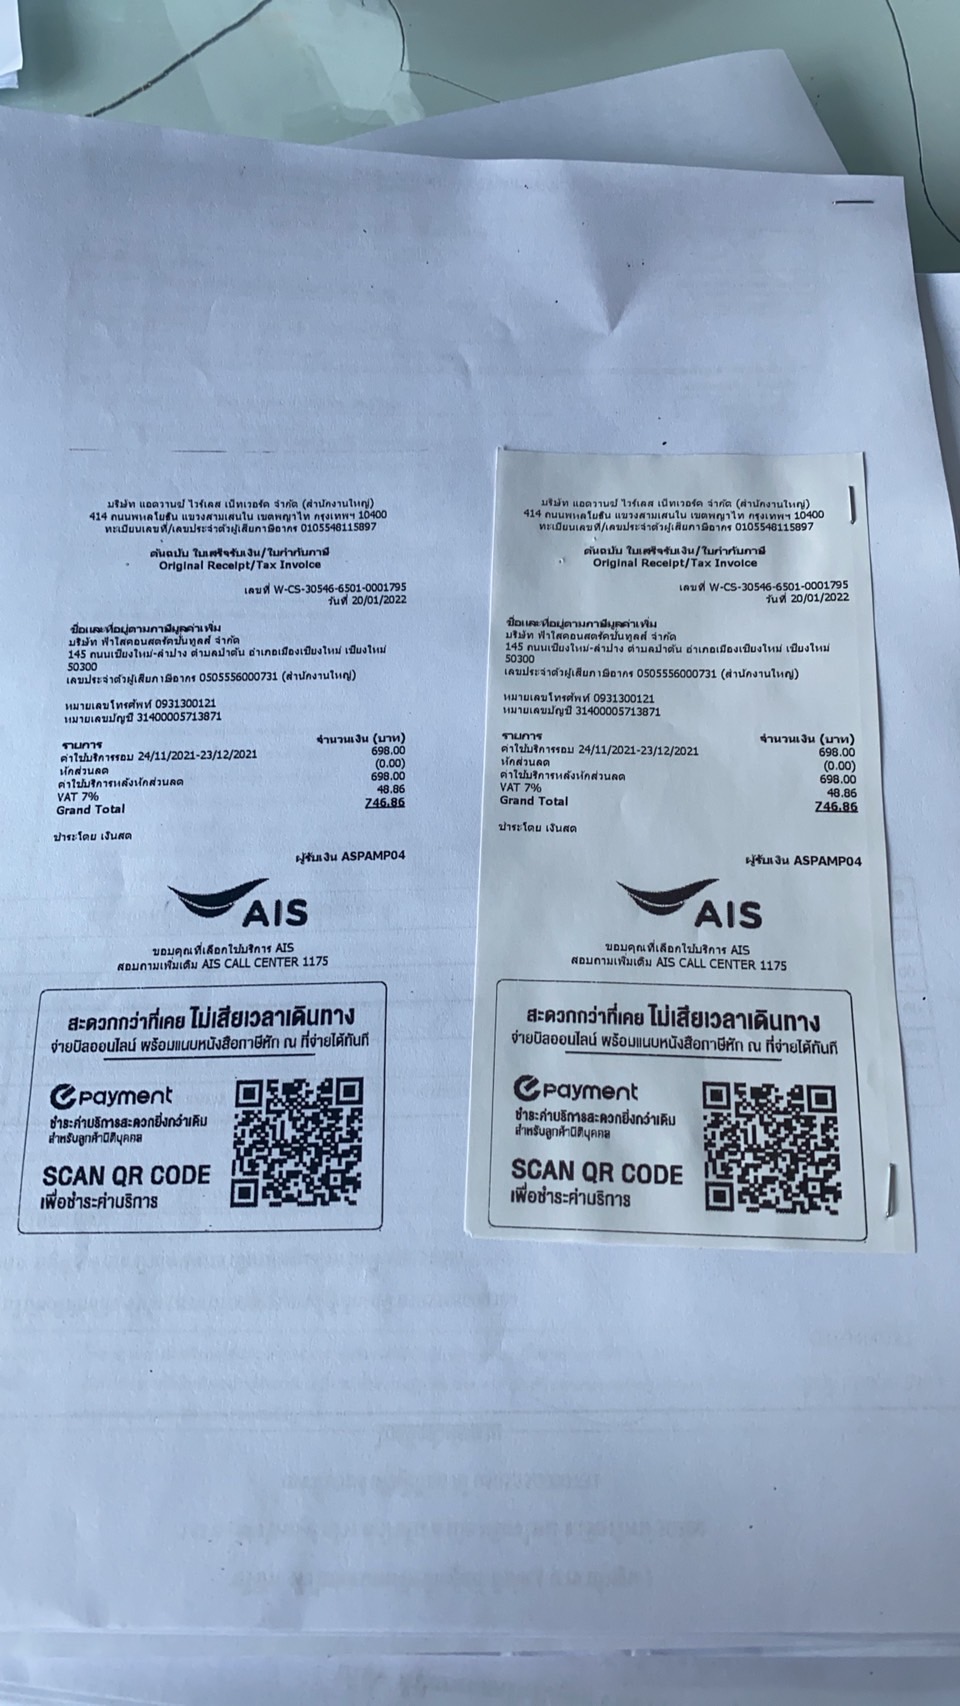 บริษัท แอดวานซ์ ไวร์เลส เน็ทเวอร์ค จำกัด (สำนักงานใหญ่)
414 ถนนพหลโยธิน แขวงสามเสนใน เขตพญาไท กรุงเทพฯ 10400
ทะเบียนเลขที่/เลขประจำตัวผู้เสียภาษีอากร 0105548115897
ต้นฉบับ ใบเสร็จรับเงิน/ใบกำกับภาษี
Original Receipt/Tax Invoice
เลขที่ W-CS-30546-6501-0001795
วันที่ 20/01/2022
ชื่อและที่อยู่ตามภาษีมูลค่าเพิ่ม
บริษัท ฟ้าใสคอนสตรัคชั่นทูลส์ จำกัด
145 ถนนเชียงใหม่-ลำปาง ตำบลป่าตัน อำเภอเมืองเชียงใหม่ เชียงใหม่
50300
เลขประจำตัวผู้เสียภาษีอากร 0505556000731 (สำนักงานใหญ่)
หมายเลขโทรศัพท์ 0931300121
หมายเลขบัญชี 31400005713871
รายการ จำนวนเงิน (บาท)
ค่าใช้บริการรอบ 24/11/2021-23/12/2021 698.00
หักส่วนลด (0.00)
ค่าใช้บริการหลังหักส่วนลด 698.00
VAT 7% 48.86
Grand Total 746.86
ชำระโดย เงินสด
ผู้รับเงิน ASPAMP04
AIS
ขอบคุณที่เลือกใช้บริการ AIS
สอบถามเพิ่มเติม AIS CALL CENTER 1175
สะดวกกว่าที่เคย ไม่เสียเวลาเดินทาง
จ่ายบิลออนไลน์ พร้อมแนบหนังสือภาษีหัก ณ ที่จ่ายได้ทันที
ePayment
ชำระค่าบริการสะดวกยิ่งกว่าเดิม
สำหรับลูกค้านิติบุคคล
SCAN QR CODE
เพื่อชำระค่าบริการ
บริษัท แอดวานซ์ ไวร์เลส เน็ทเวอร์ค จำกัด (สำนักงานใหญ่)
414 ถนนพหลโยธิน แขวงสามเสนใน เขตพญาไท กรุงเทพฯ 10400
ทะเบียนเลขที่/เลขประจำตัวผู้เสียภาษีอากร 0105548115897
ต้นฉบับ ใบเสร็จรับเงิน/ใบกำกับภาษี
Original Receipt/Tax Invoice
เลขที่ W-CS-30546-6501-0001795
วันที่ 20/01/2022
ชื่อและที่อยู่ตามภาษีมูลค่าเพิ่ม
บริษัท ฟ้าใสคอนสตรัคชั่นทูลส์ จำกัด
145 ถนนเชียงใหม่-ลำปาง ตำบลป่าตัน อำเภอเมืองเชียงใหม่ เชียงใหม่
50300
เลขประจำตัวผู้เสียภาษีอากร 0505556000731 (สำนักงานใหญ่)
หมายเลขโทรศัพท์ 0931300121
หมายเลขบัญชี 31400005713871
รายการ จำนวนเงิน (บาท)
ค่าใช้บริการรอบ 24/11/2021-23/12/2021 698.00
หักส่วนลด (0.00)
ค่าใช้บริการหลังหักส่วนลด 698.00
VAT 7% 48.86
Grand Total 746.86
ชำระโดย เงินสด
ผู้รับเงิน ASPAMP04
AIS
ขอบคุณที่เลือกใช้บริการ AIS
สอบถามเพิ่มเติม AIS CALL CENTER 1175
สะดวกกว่าที่เคย ไม่เสียเวลาเดินทาง
จ่ายบิลออนไลน์ พร้อมแนบหนังสือภาษีหัก ณ ที่จ่ายได้ทันที
ePayment
ชำระค่าบริการสะดวกยิ่งกว่าเดิม
สำหรับลูกค้านิติบุคคล
SCAN QR CODE
เพื่อชำระค่าบริการ